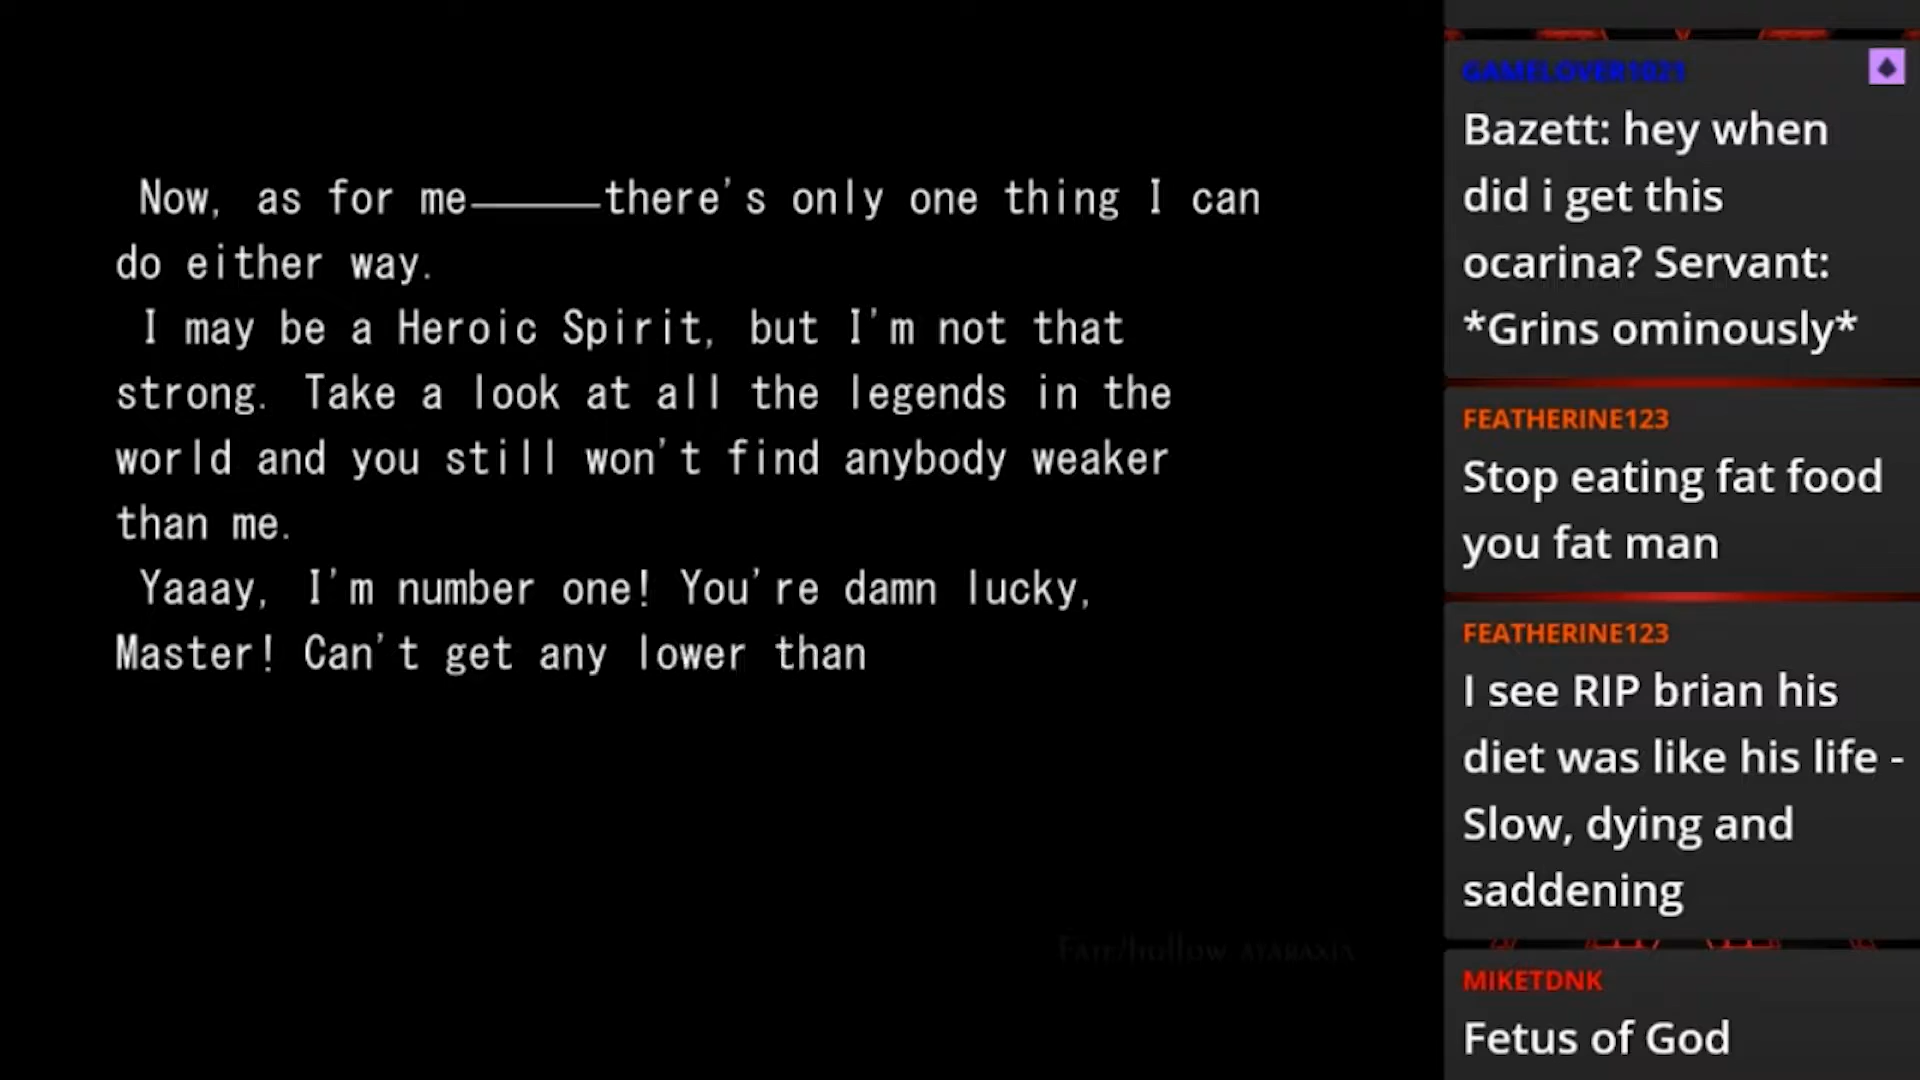 Now, as for me―――there's only one thing I can
do either way.
I may be a Heroic Spirit, but I'm not that
strong. Take a look at all the legends in the
world and you still won't find anybody weaker
than me.
Yaaay, I'm number one! You're damn lucky,
Master! Can't get any lower than
Fate/hollow ATARAXIA
GAMELOVER1021
Bazett: hey when
did i get this
ocarina? Servant:
*Grins ominously*
FEATHERINE123
Stop eating fat food
you fat man
FEATHERINE123
I see RIP brian his
diet was like his life -
Slow, dying and
saddening
MIKETDNK
Fetus of God